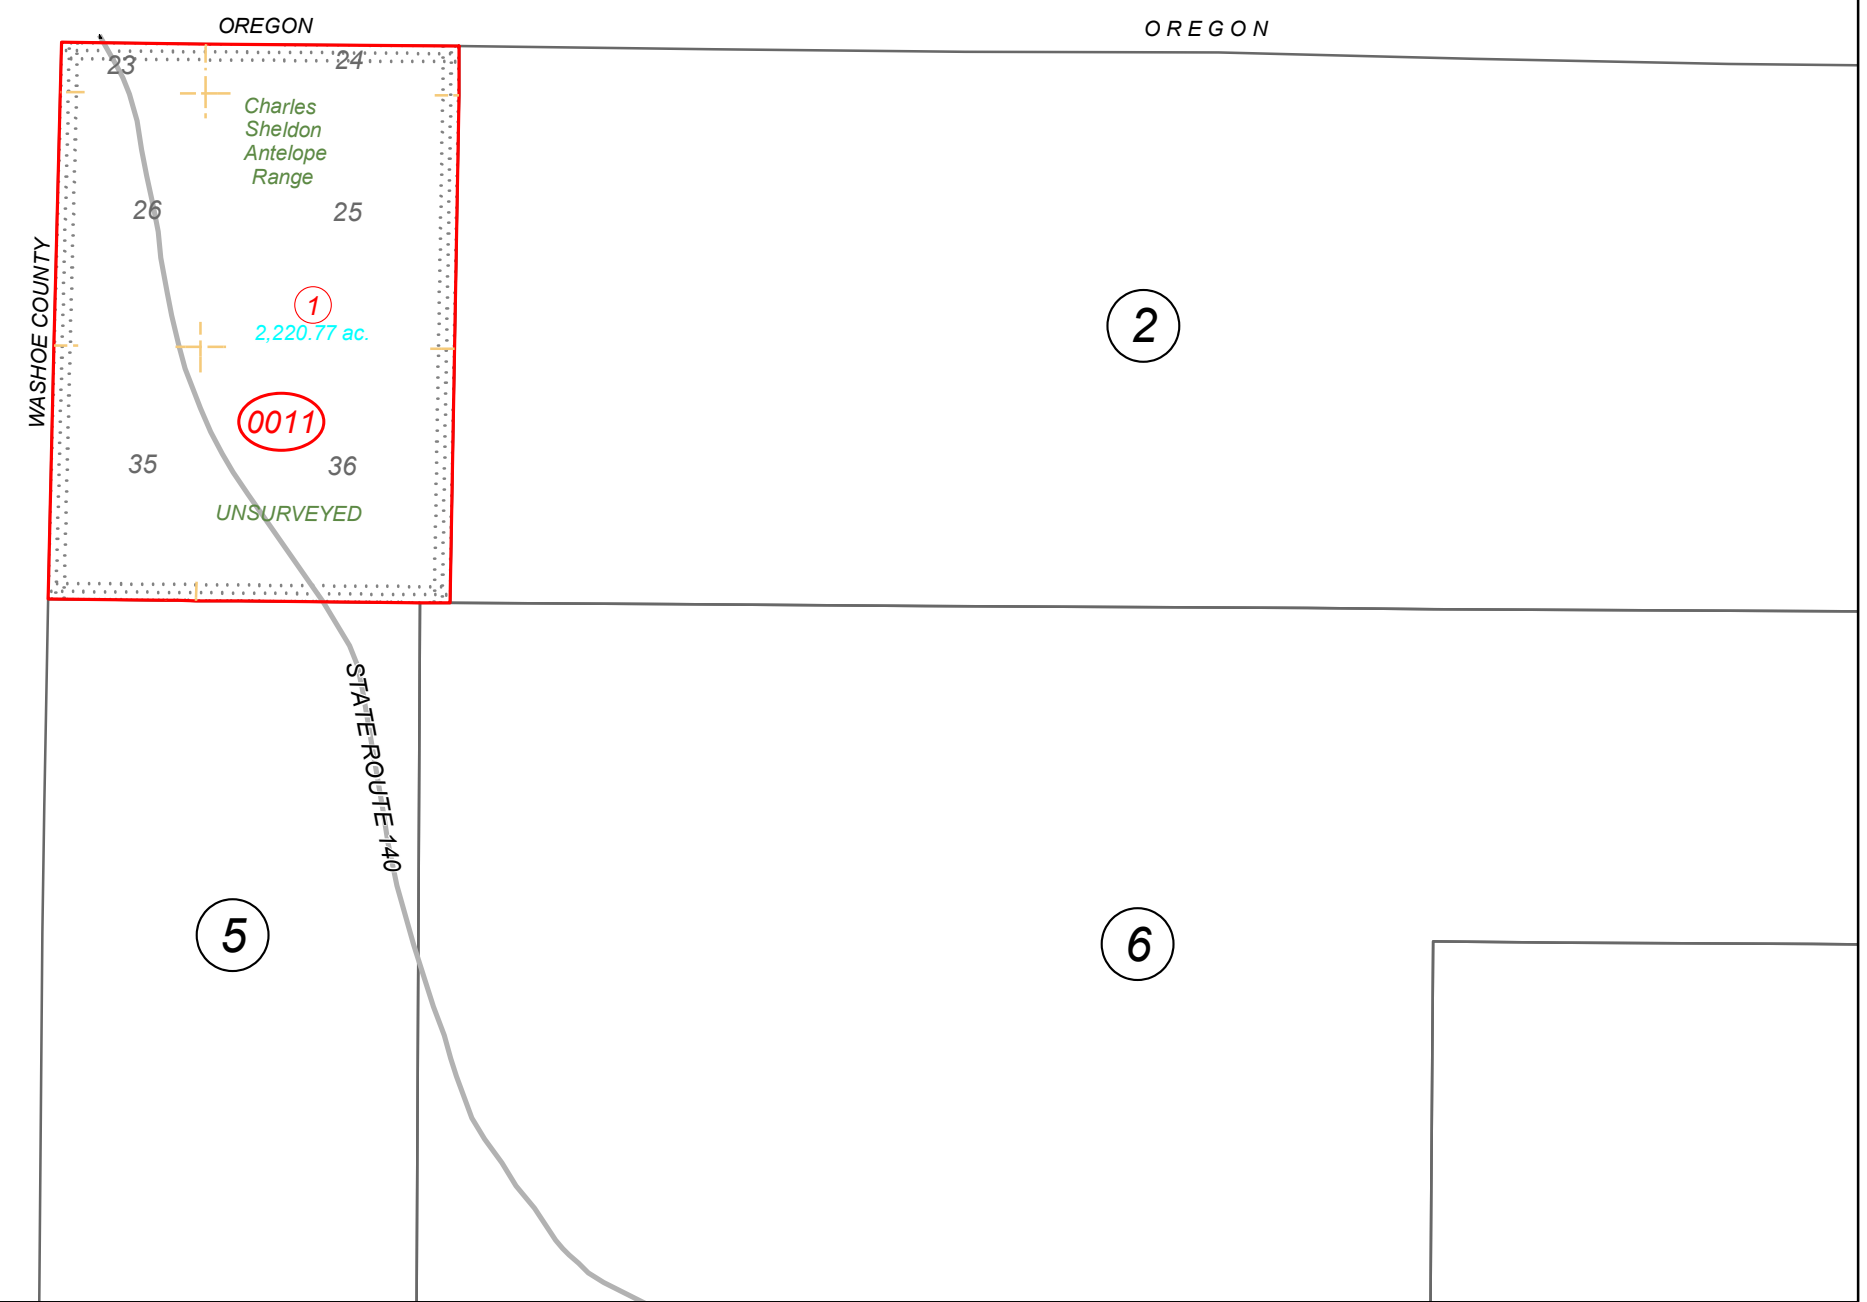 OREGON
OREGON
23
24
Charles
Sheldon
Antelope
Range
26
25
WASHOE COUNTY
1
2,220.77 ac.
2
0011
35
36
UNSURVEYED
STATE ROUTE 140
5
6